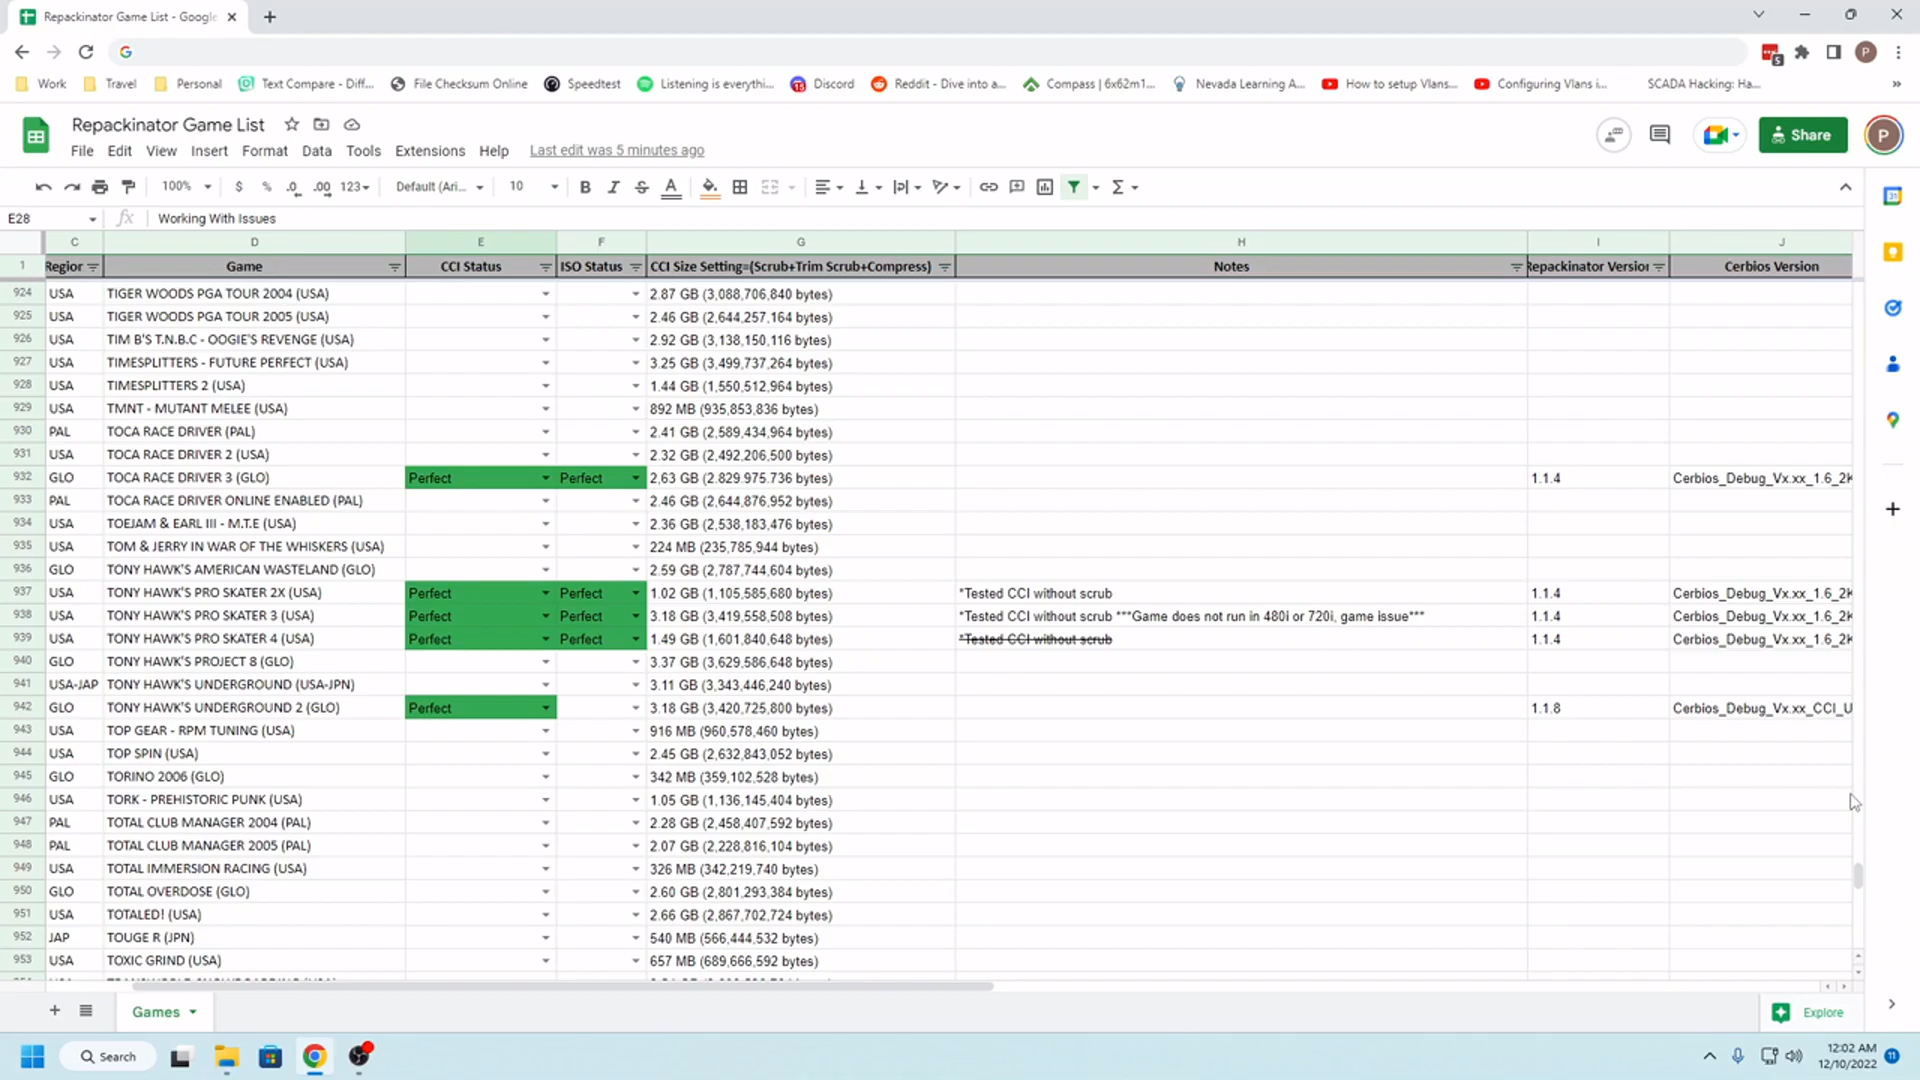 Repackinator Game List - Google
Work Travel Personal Text Compare - Diff... File Checksum Online Speedtest Listening is everythi... Discord Reddit - Dive into a... Compass | 6x62m1... Nevada Learning A... How to setup Vlans... Configuring Vlans i... SCADA Hacking: Ha... »
Repackinator Game List
Share
P
File Edit View Insert Format Data Tools Extensions Help Last edit was 5 minutes ago
100% $ % .0 .00 123 Default (Ari... 10 B I S A
E28 fx Working With Issues
C D E F G H I J
1 Region Game CCI Status ISO Status CCI Size Setting=(Scrub+Trim Scrub+Compress) Notes Repackinator Version Cerbios Version
924 USA TIGER WOODS PGA TOUR 2004 (USA) 2.87 GB (3,088,706,840 bytes)
925 USA TIGER WOODS PGA TOUR 2005 (USA) 2.46 GB (2,644,257,164 bytes)
926 USA TIM B'S T.N.B.C - OOGIE'S REVENGE (USA) 2.92 GB (3,138,150,116 bytes)
927 USA TIMESPLITTERS - FUTURE PERFECT (USA) 3.25 GB (3,499,737,264 bytes)
928 USA TIMESPLITTERS 2 (USA) 1.44 GB (1,550,512,964 bytes)
929 USA TMNT - MUTANT MELEE (USA) 892 MB (935,853,836 bytes)
930 PAL TOCA RACE DRIVER (PAL) 2.41 GB (2,589,434,964 bytes)
931 USA TOCA RACE DRIVER 2 (USA) 2.32 GB (2,492,206,500 bytes)
932 GLO TOCA RACE DRIVER 3 (GLO) Perfect Perfect 2,63 GB (2.829.975.736 bytes) 1.1.4 Cerbios_Debug_Vx.xx_1.6_2K
933 PAL TOCA RACE DRIVER ONLINE ENABLED (PAL) 2.46 GB (2,644,876,952 bytes)
934 USA TOEJAM & EARL III - M.T.E (USA) 2.36 GB (2,538,183,476 bytes)
935 USA TOM & JERRY IN WAR OF THE WHISKERS (USA) 224 MB (235,785,944 bytes)
936 GLO TONY HAWK'S AMERICAN WASTELAND (GLO) 2.59 GB (2,787,744,604 bytes)
937 USA TONY HAWK'S PRO SKATER 2X (USA) Perfect Perfect 1.02 GB (1,105,585,680 bytes) *Tested CCI without scrub 1.1.4 Cerbios_Debug_Vx.xx_1.6_2K
938 USA TONY HAWK'S PRO SKATER 3 (USA) Perfect Perfect 3.18 GB (3,419,558,508 bytes) *Tested CCI without scrub ***Game does not run in 480i or 720i, game issue*** 1.1.4 Cerbios_Debug_Vx.xx_1.6_2K
939 USA TONY HAWK'S PRO SKATER 4 (USA) Perfect Perfect 1.49 GB (1,601,840,648 bytes) *Tested CCI without scrub 1.1.4 Cerbios_Debug_Vx.xx_1.6_2K
940 GLO TONY HAWK'S PROJECT 8 (GLO) 3.37 GB (3,629,586,648 bytes)
941 USA-JAP TONY HAWK'S UNDERGROUND (USA-JPN) 3.11 GB (3,343,446,240 bytes)
942 GLO TONY HAWK'S UNDERGROUND 2 (GLO) Perfect 3.18 GB (3,420,725,800 bytes) 1.1.8 Cerbios_Debug_Vx.xx_CCI_U
943 USA TOP GEAR - RPM TUNING (USA) 916 MB (960,578,460 bytes)
944 USA TOP SPIN (USA) 2.45 GB (2,632,843,052 bytes)
945 GLO TORINO 2006 (GLO) 342 MB (359,102,528 bytes)
946 USA TORK - PREHISTORIC PUNK (USA) 1.05 GB (1,136,145,404 bytes)
947 PAL TOTAL CLUB MANAGER 2004 (PAL) 2.28 GB (2,458,407,592 bytes)
948 PAL TOTAL CLUB MANAGER 2005 (PAL) 2.07 GB (2,228,816,104 bytes)
949 USA TOTAL IMMERSION RACING (USA) 326 MB (342,219,740 bytes)
950 GLO TOTAL OVERDOSE (GLO) 2.60 GB (2,801,293,384 bytes)
951 USA TOTALED! (USA) 2.66 GB (2,867,702,724 bytes)
952 JAP TOUGE R (JPN) 540 MB (566,444,532 bytes)
953 USA TOXIC GRIND (USA) 657 MB (689,666,592 bytes)
Games
Explore
Search
12:02 AM
12/10/2022